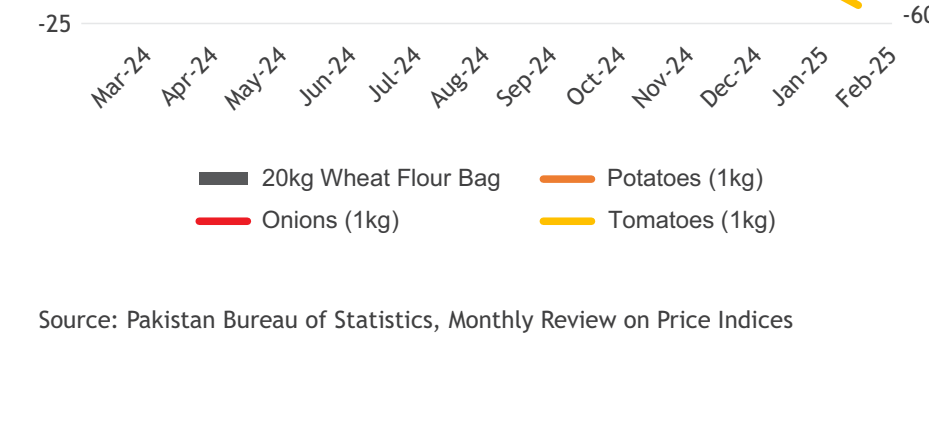 -25
-60
Mar-24 Apr-24 May-24 Jun-24 Jul-24 Aug-24 Sep-24 Oct-24 Nov-24 Dec-24 Jan-25 Feb-25
20kg Wheat Flour Bag Potatoes (1kg)
Onions (1kg) Tomatoes (1kg)
Source: Pakistan Bureau of Statistics, Monthly Review on Price Indices